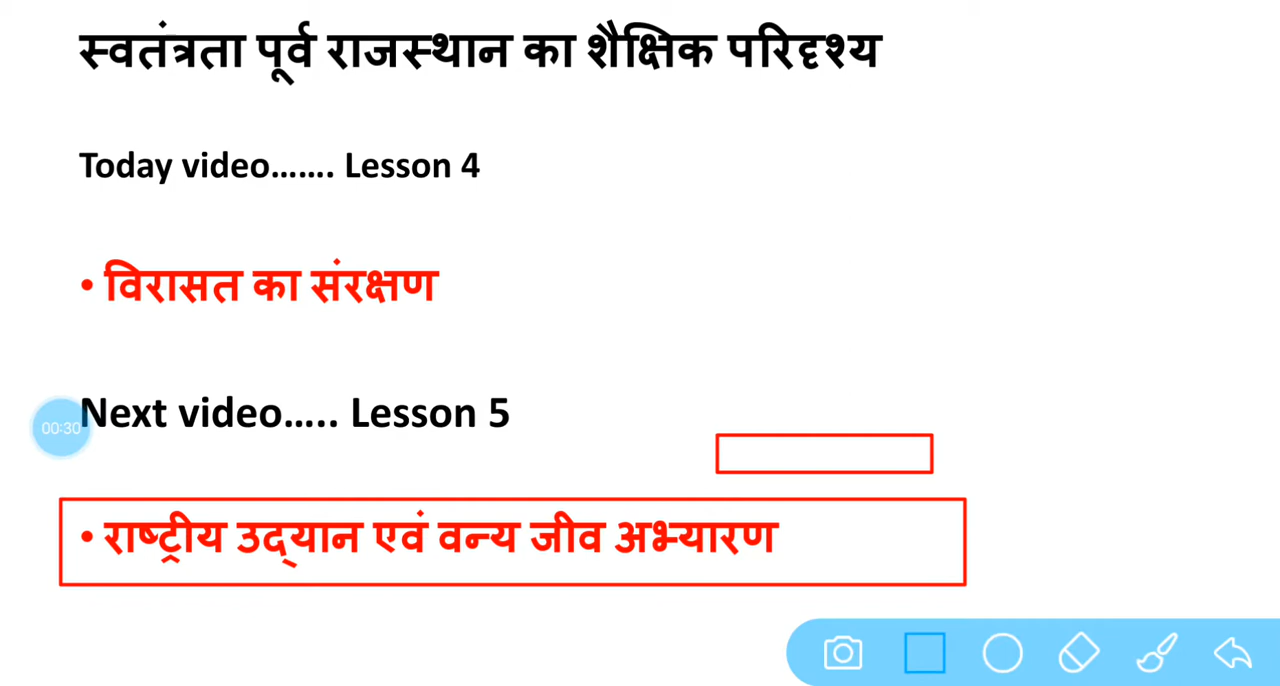 स्वतंत्रता पूर्व राजस्थान का शैक्षिक परिदृश्य
Today video……. Lesson 4
• विरासत का संरक्षण
Next video….. Lesson 5
00:30
• राष्ट्रीय उद्यान एवं वन्य जीव अभ्यारण